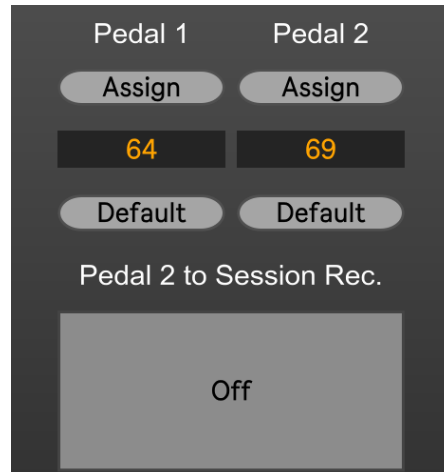 Pedal 1 Pedal 2
Assign Assign
64 69
Default Default
Pedal 2 to Session Rec.
Off